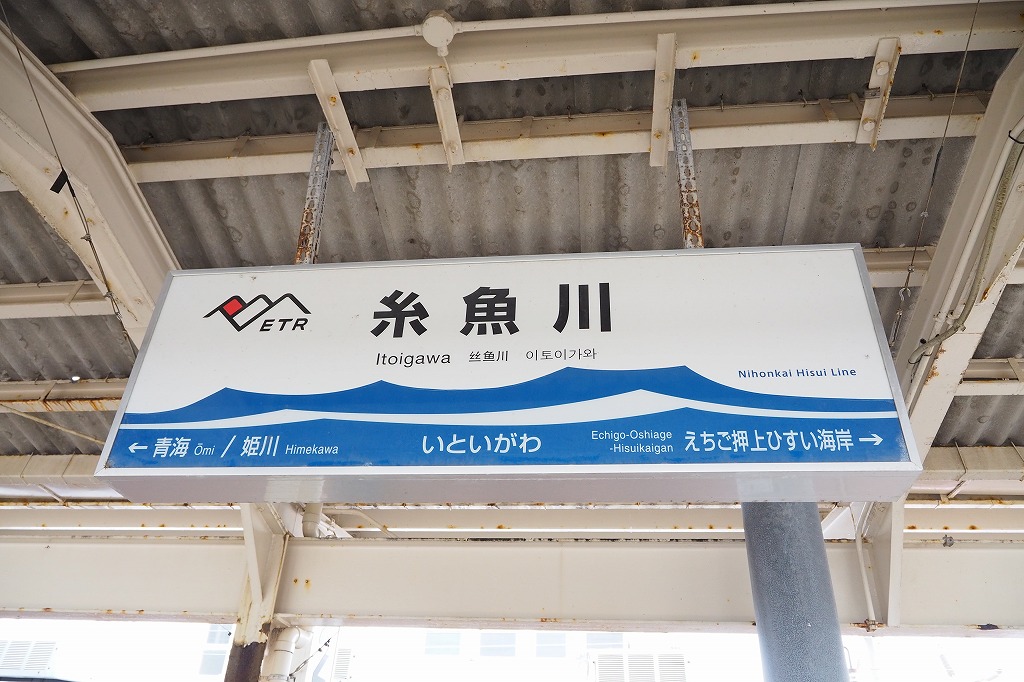 ETR
糸魚川
Itoigawa 丝鱼川 이토이가와
Nihonkai Hisui Line
← 青海 Ōmi / 姫川 Himekawa
いといがわ
Echigo-Oshiage
-Hisuikaigan
えちご押上ひすい海岸 →